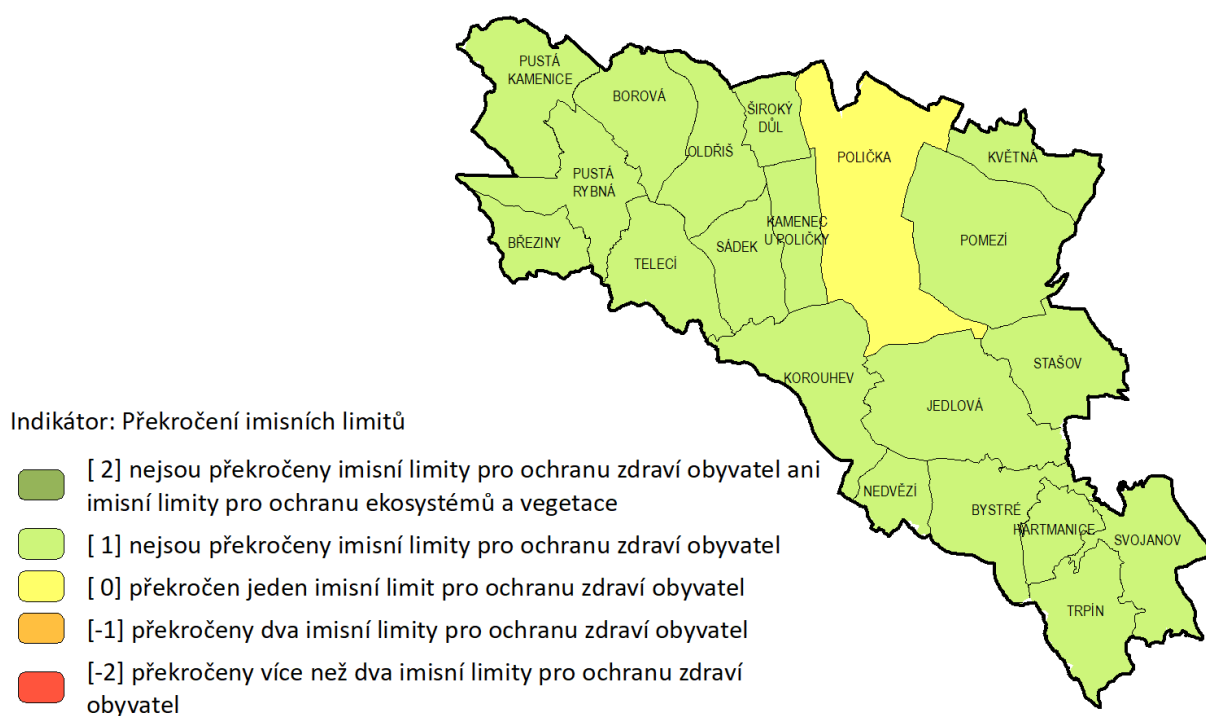 PUSTÁ
KAMENICE
BOROVÁ
ŠIROKÝ
DŮL
OLDŘIŠ
POLIČKA
KVĚTNÁ
PUSTÁ
RYBNÁ
KAMENEC
U POLIČKY
BŘEZINY
SÁDEK
POMEZÍ
TELECÍ
STAŠOV
KOROUHEV
JEDLOVÁ
NEDVĚZÍ
BYSTRÉ
HARTMANICE
SVOJANOV
TRPÍN
Indikátor: Překročení imisních limitů
[ 2] nejsou překročeny imisní limity pro ochranu zdraví obyvatel ani
imisní limity pro ochranu ekosystémů a vegetace
[ 1] nejsou překročeny imisní limity pro ochranu zdraví obyvatel
[ 0] překročen jeden imisní limit pro ochranu zdraví obyvatel
[-1] překročeny dva imisní limity pro ochranu zdraví obyvatel
[-2] překročeny více než dva imisní limity pro ochranu zdraví
obyvatel